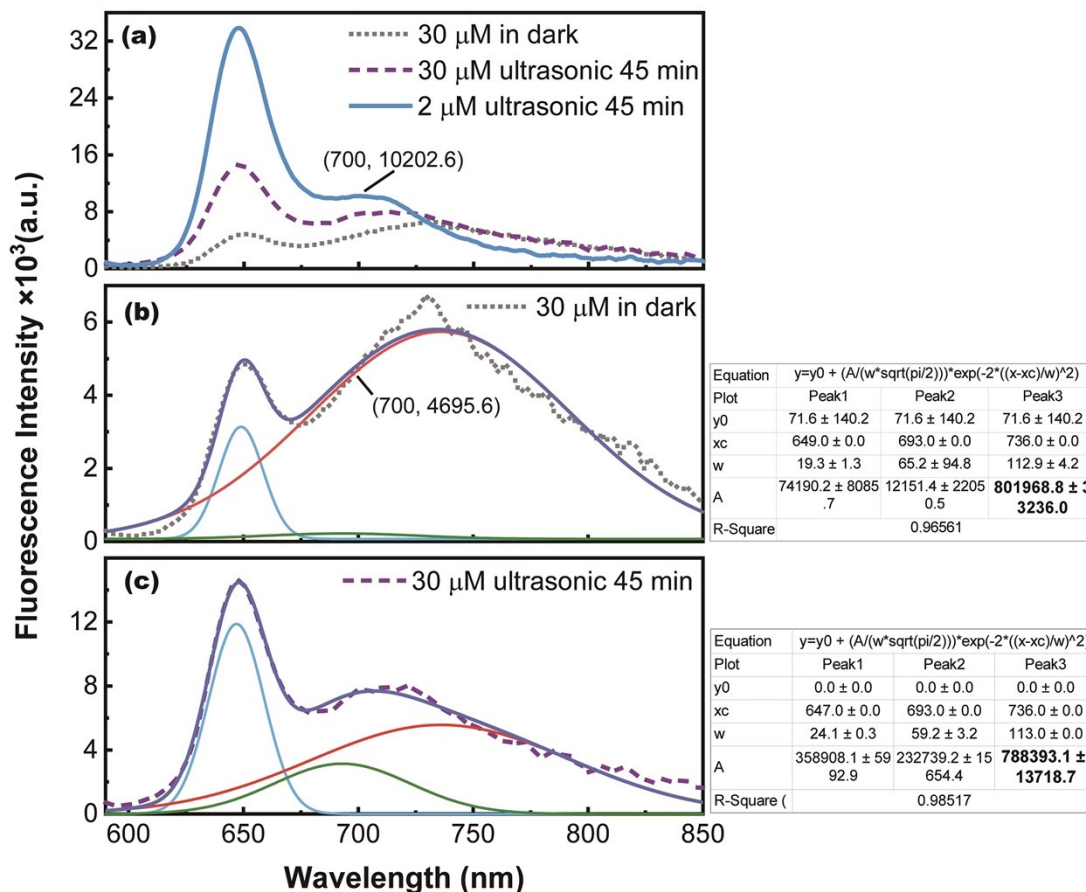 (a)
30 μM in dark
30 μM ultrasonic 45 min
2 μM ultrasonic 45 min
(700, 10202.6)
32
24
16
8
0
(b)
30 μM in dark
(700, 4695.6)
6
4
2
0
(c)
30 μM ultrasonic 45 min
12
8
4
0
600 650 700 750 800 850
Wavelength (nm)
Fluorescence Intensity ×10³(a.u.)
Equation y=y0 + (A/(w*sqrt(pi/2)))*exp(-2*((x-xc)/w)^2)
Plot Peak1 Peak2 Peak3
y0 71.6 ± 140.2 71.6 ± 140.2 71.6 ± 140.2
xc 649.0 ± 0.0 693.0 ± 0.0 736.0 ± 0.0
w 19.3 ± 1.3 65.2 ± 94.8 112.9 ± 4.2
A 74190.2 ± 8085 12151.4 ± 2205 801968.8 ± 3
.7 0.5 3236.0
R-Square 0.96561
Equation y=y0 + (A/(w*sqrt(pi/2)))*exp(-2*((x-xc)/w)^2)
Plot Peak1 Peak2 Peak3
y0 0.0 ± 0.0 0.0 ± 0.0 0.0 ± 0.0
xc 647.0 ± 0.0 693.0 ± 0.0 736.0 ± 0.0
w 24.1 ± 0.3 59.2 ± 3.2 113.0 ± 0.0
A 358908.1 ± 59 232739.2 ± 15 788393.1 ±
92.9 654.4 13718.7
R-Square ( 0.98517